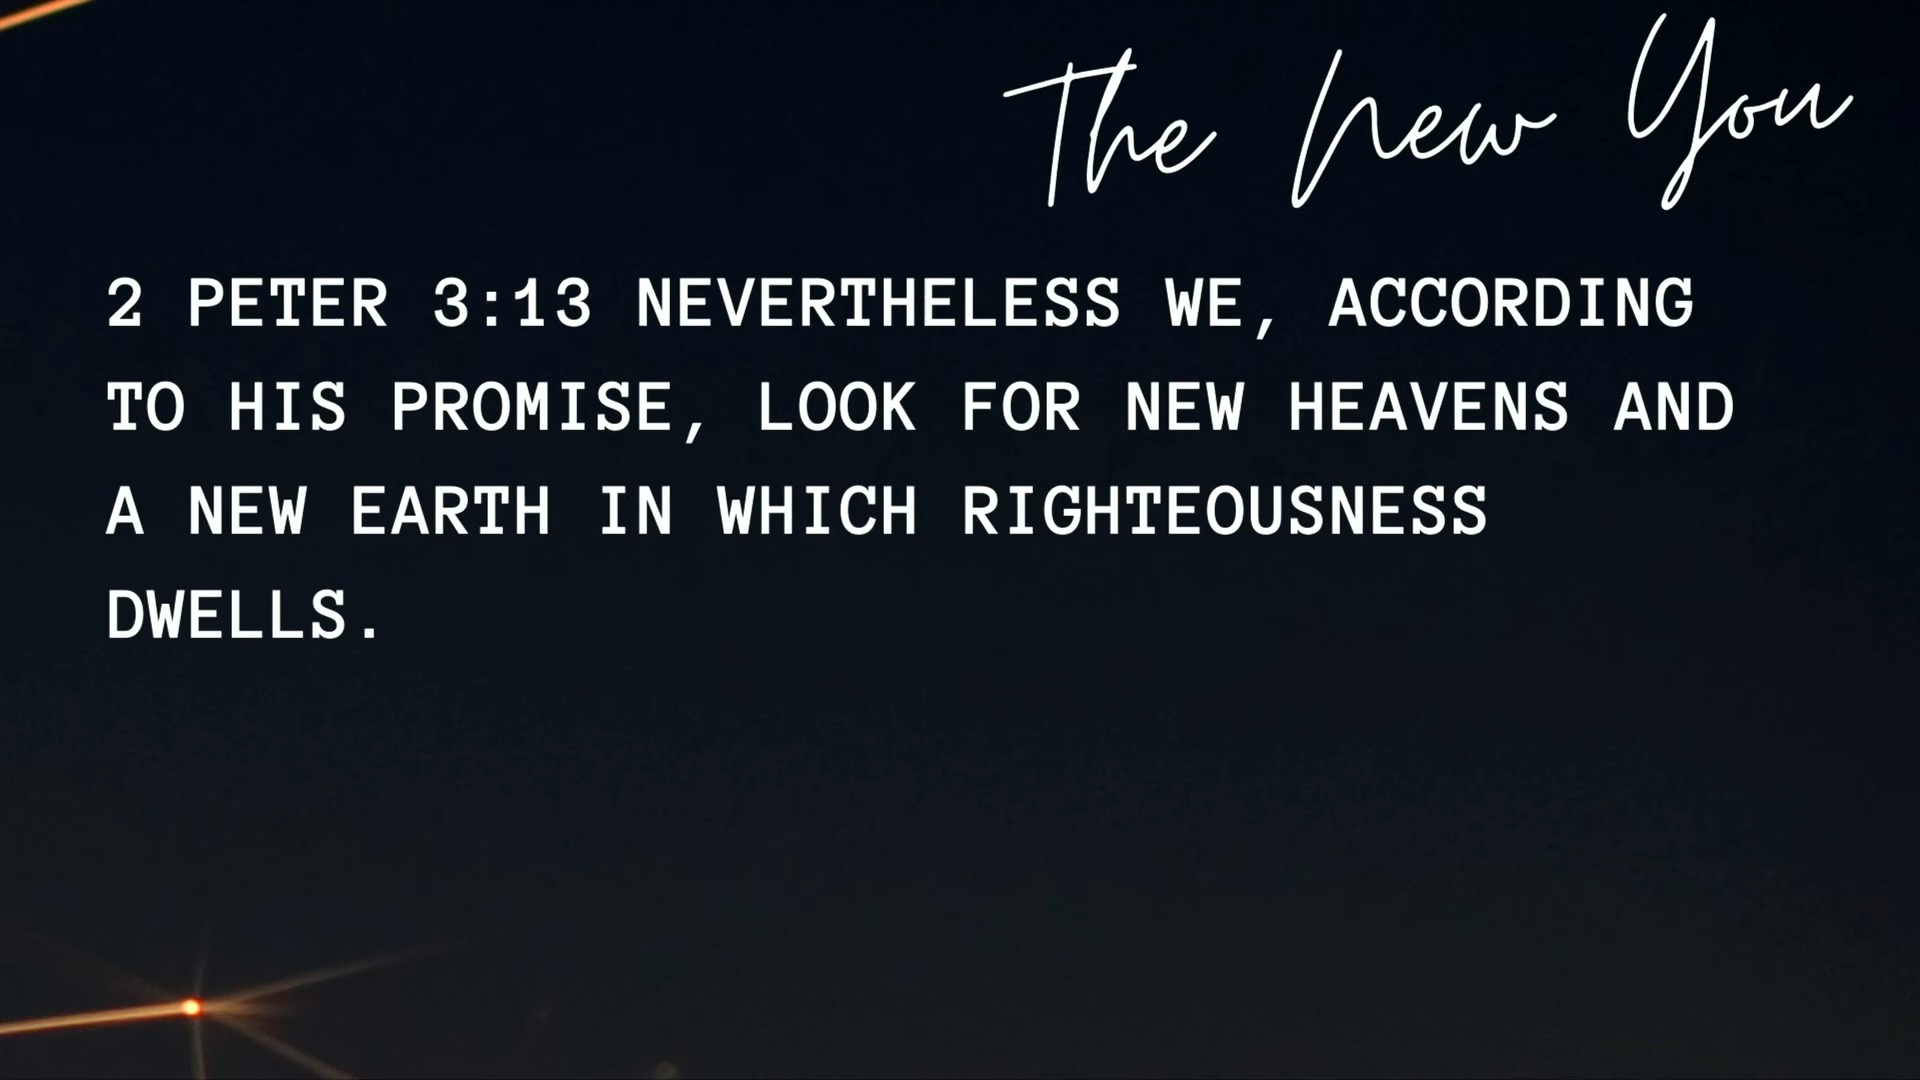 The New You
2 PETER 3:13 NEVERTHELESS WE, ACCORDING
TO HIS PROMISE, LOOK FOR NEW HEAVENS AND
A NEW EARTH IN WHICH RIGHTEOUSNESS
DWELLS.